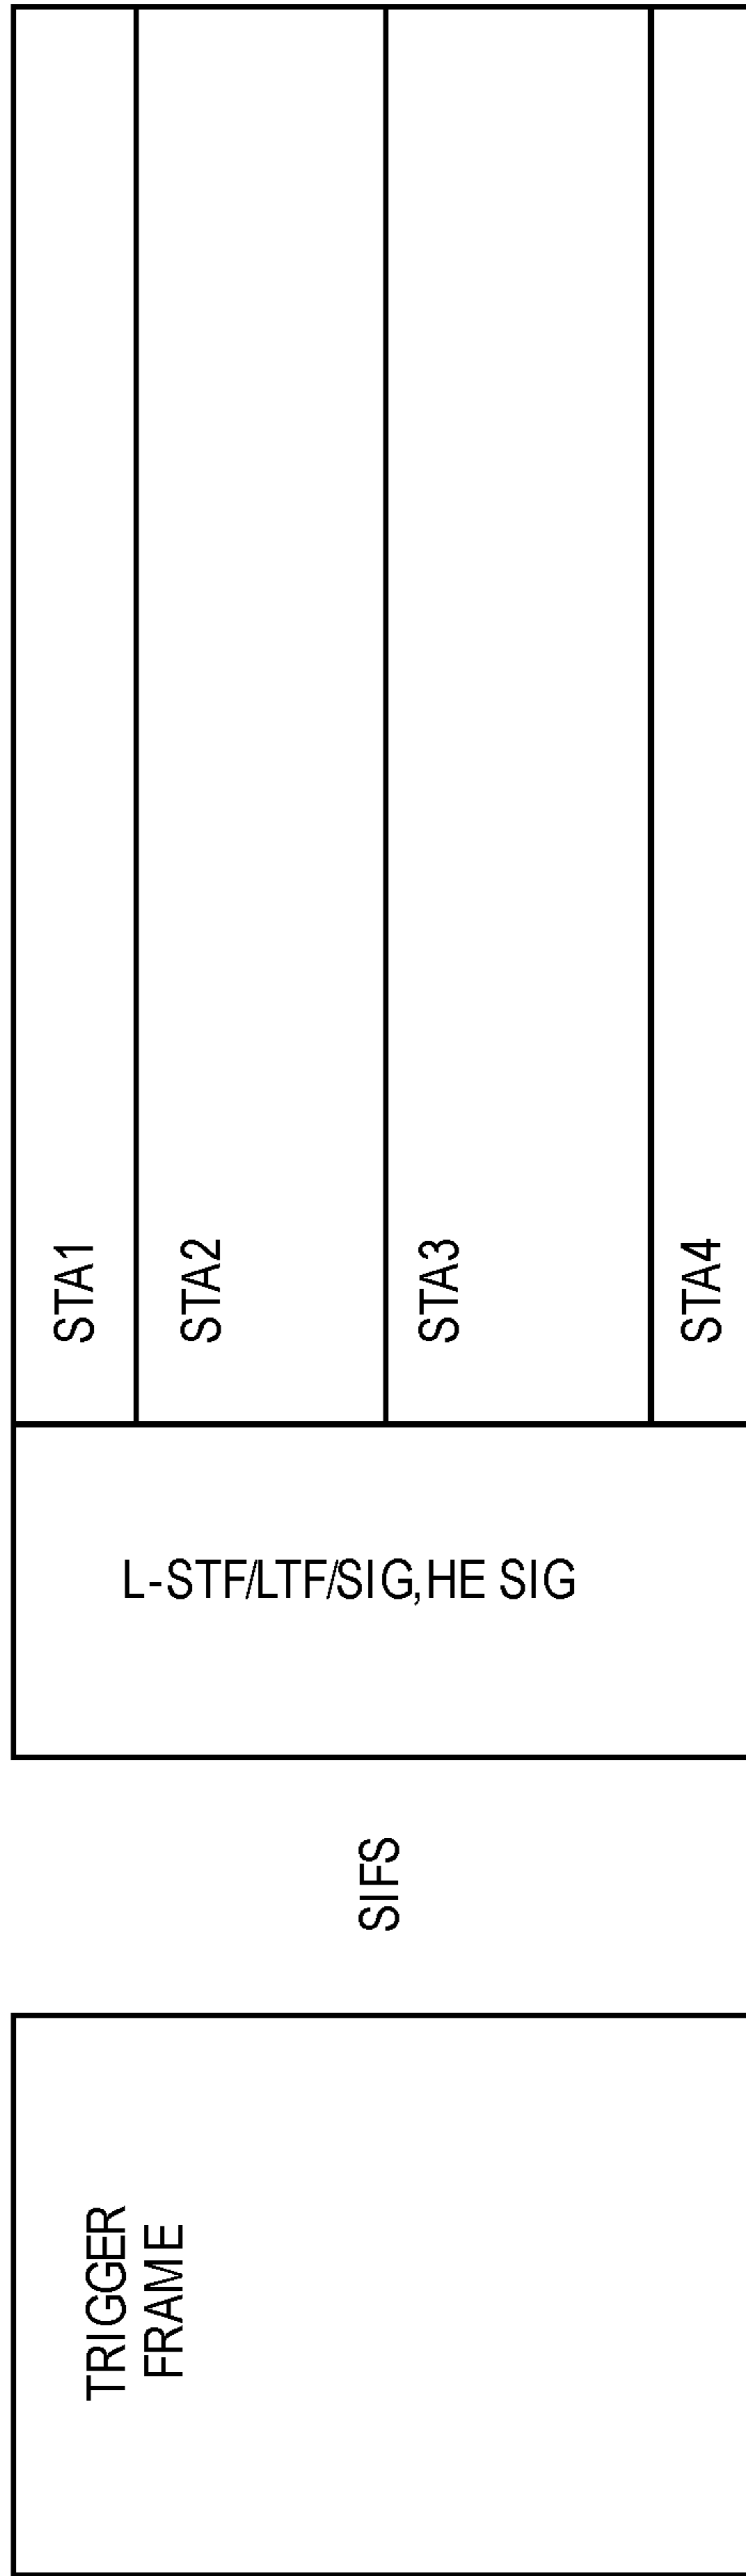 TRIGGER
FRAME
SIFS
L-STF/LTF/SIG,HE SIG
STA1
STA2
STA3
STA4